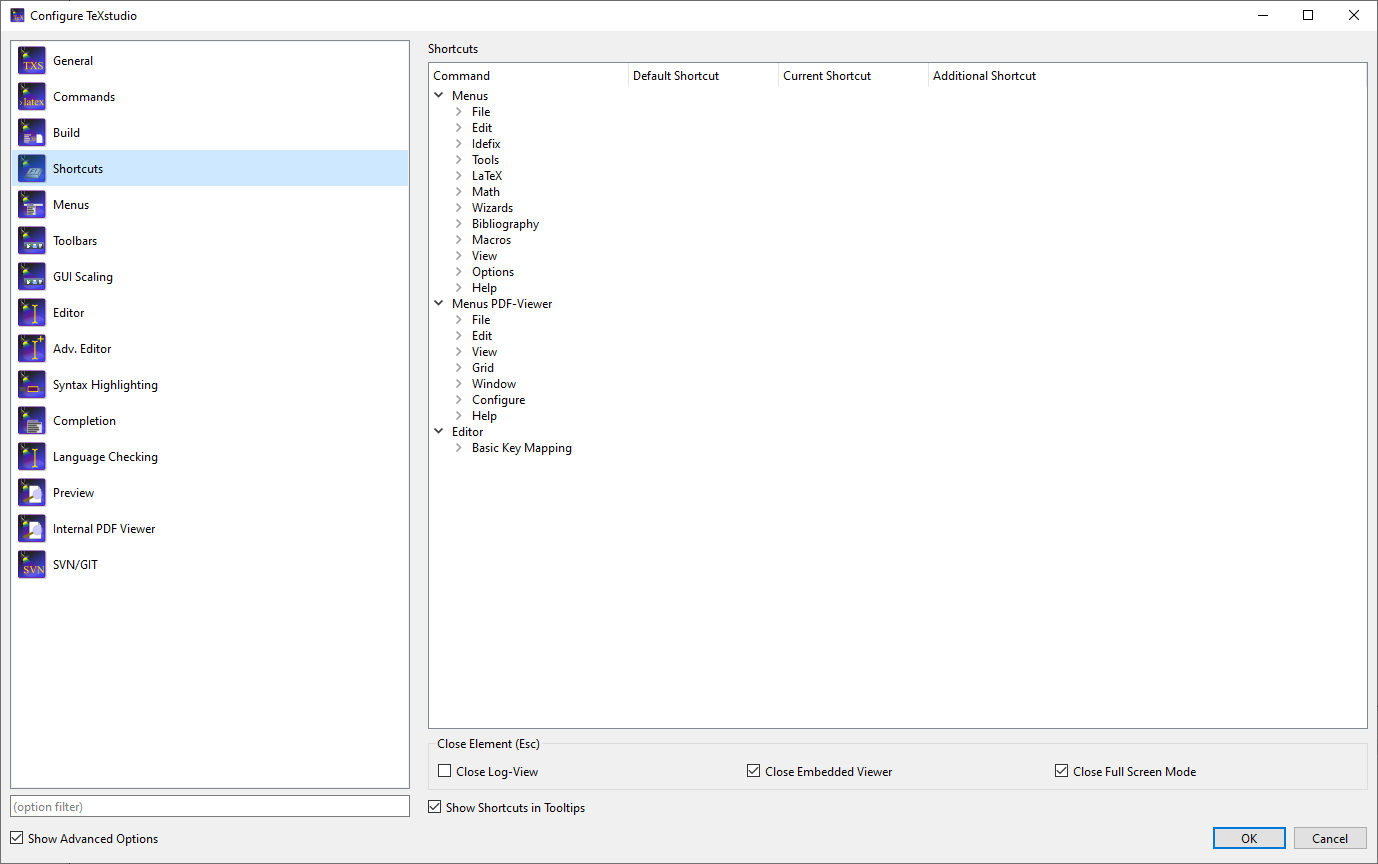 Configure TeXstudio
General
Commands
Build
Shortcuts
Menus
Toolbars
GUI Scaling
Editor
Adv. Editor
Syntax Highlighting
Completion
Language Checking
Preview
Internal PDF Viewer
SVN/GIT
(option filter)
Show Advanced Options
Shortcuts
Command Default Shortcut Current Shortcut Additional Shortcut
Menus
File
Edit
Idefix
Tools
LaTeX
Math
Wizards
Bibliography
Macros
View
Options
Help
Menus PDF-Viewer
File
Edit
View
Grid
Window
Configure
Help
Editor
Basic Key Mapping
Close Element (Esc)
Close Log-View Close Embedded Viewer Close Full Screen Mode
Show Shortcuts in Tooltips
OK Cancel